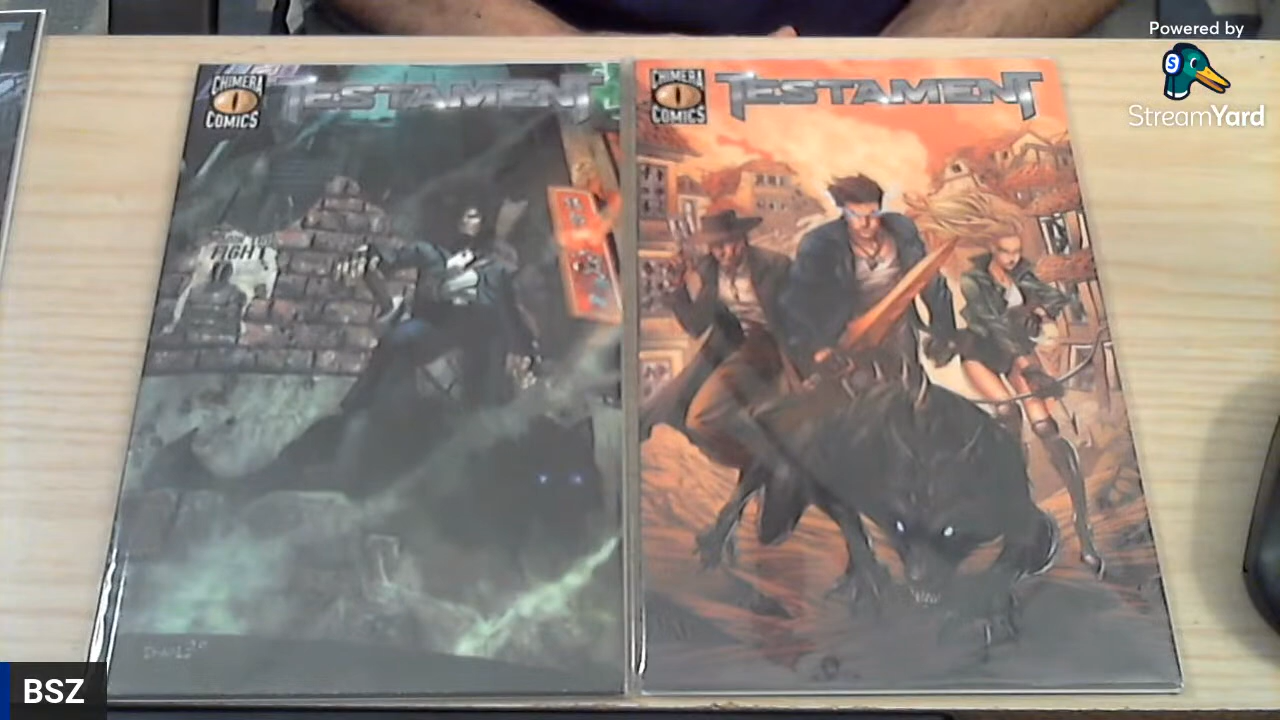 Powered by
StreamYard
CHIMERA
COMICS
TESTAMENT
FIGHT
CHIMERA
COMICS
TESTAMENT
BSZ